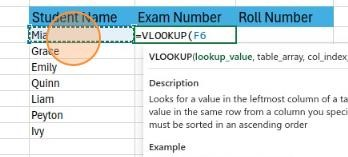 Student Name Exam Number Roll Number
Mia =VLOOKUP(F6
Grace VLOOKUP(lookup_value, table_array, col_index
Emily Description
Quinn Looks for a value in the leftmost column of a ta
Liam value in the same row from a column you speci
Peyton must be sorted in an ascending order
Ivy
Example